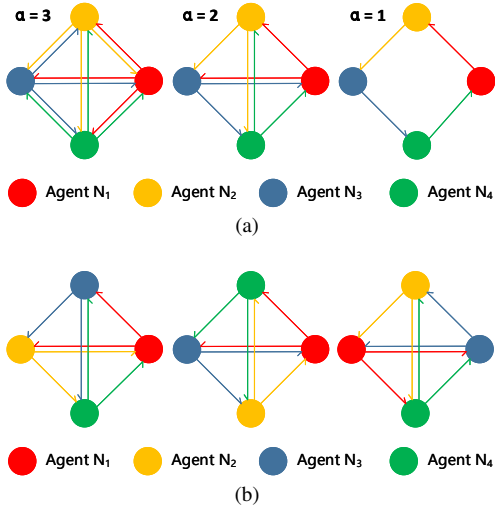 α = 3 α = 2 α = 1
Agent N₁ Agent N₂ Agent N₃ Agent N₄
(a)
Agent N₁ Agent N₂ Agent N₃ Agent N₄
(b)